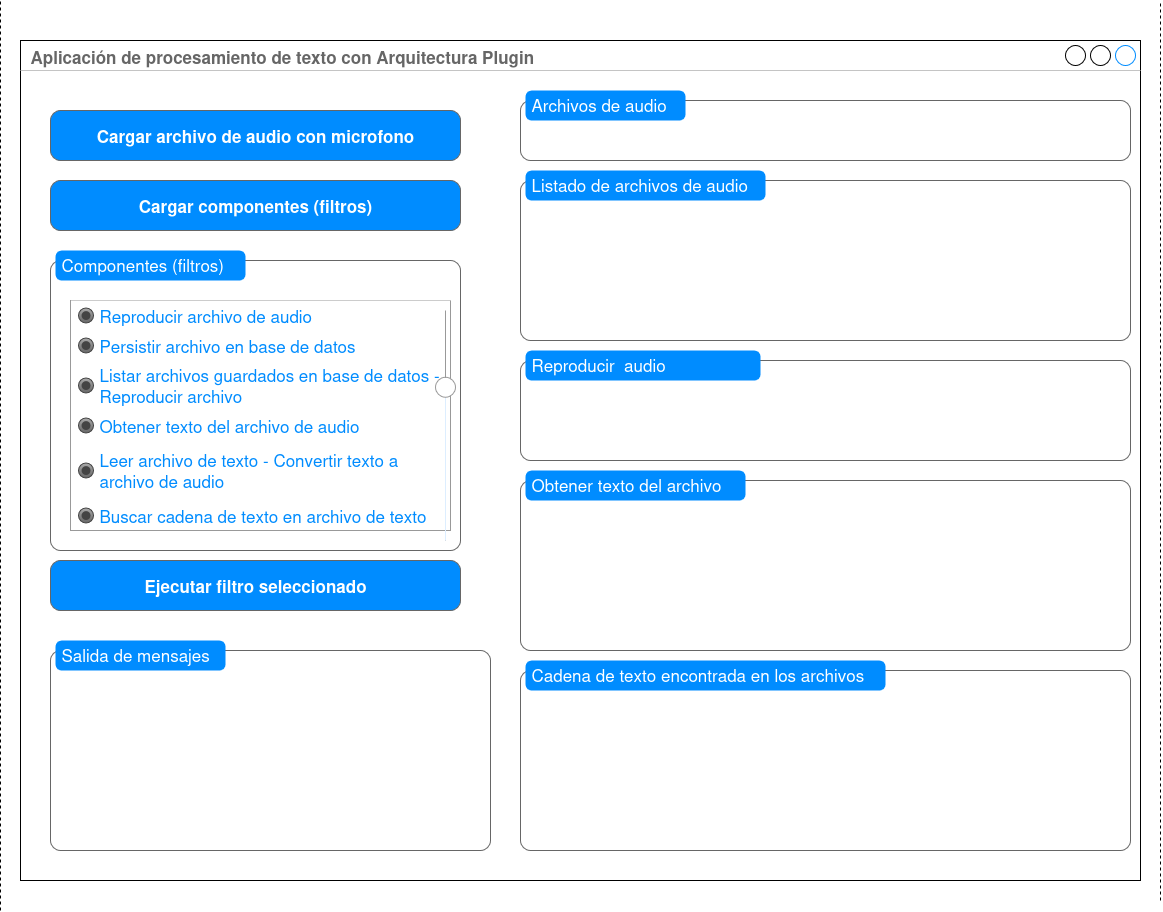 Aplicación de procesamiento de texto con Arquitectura Plugin
Cargar archivo de audio con microfono
Cargar componentes (filtros)
Componentes (filtros)
Reproducir archivo de audio
Persistir archivo en base de datos
Listar archivos guardados en base de datos -
Reproducir archivo
Obtener texto del archivo de audio
Leer archivo de texto - Convertir texto a
archivo de audio
Buscar cadena de texto en archivo de texto
Ejecutar filtro seleccionado
Salida de mensajes
Archivos de audio
Listado de archivos de audio
Reproducir  audio
Obtener texto del archivo
Cadena de texto encontrada en los archivos